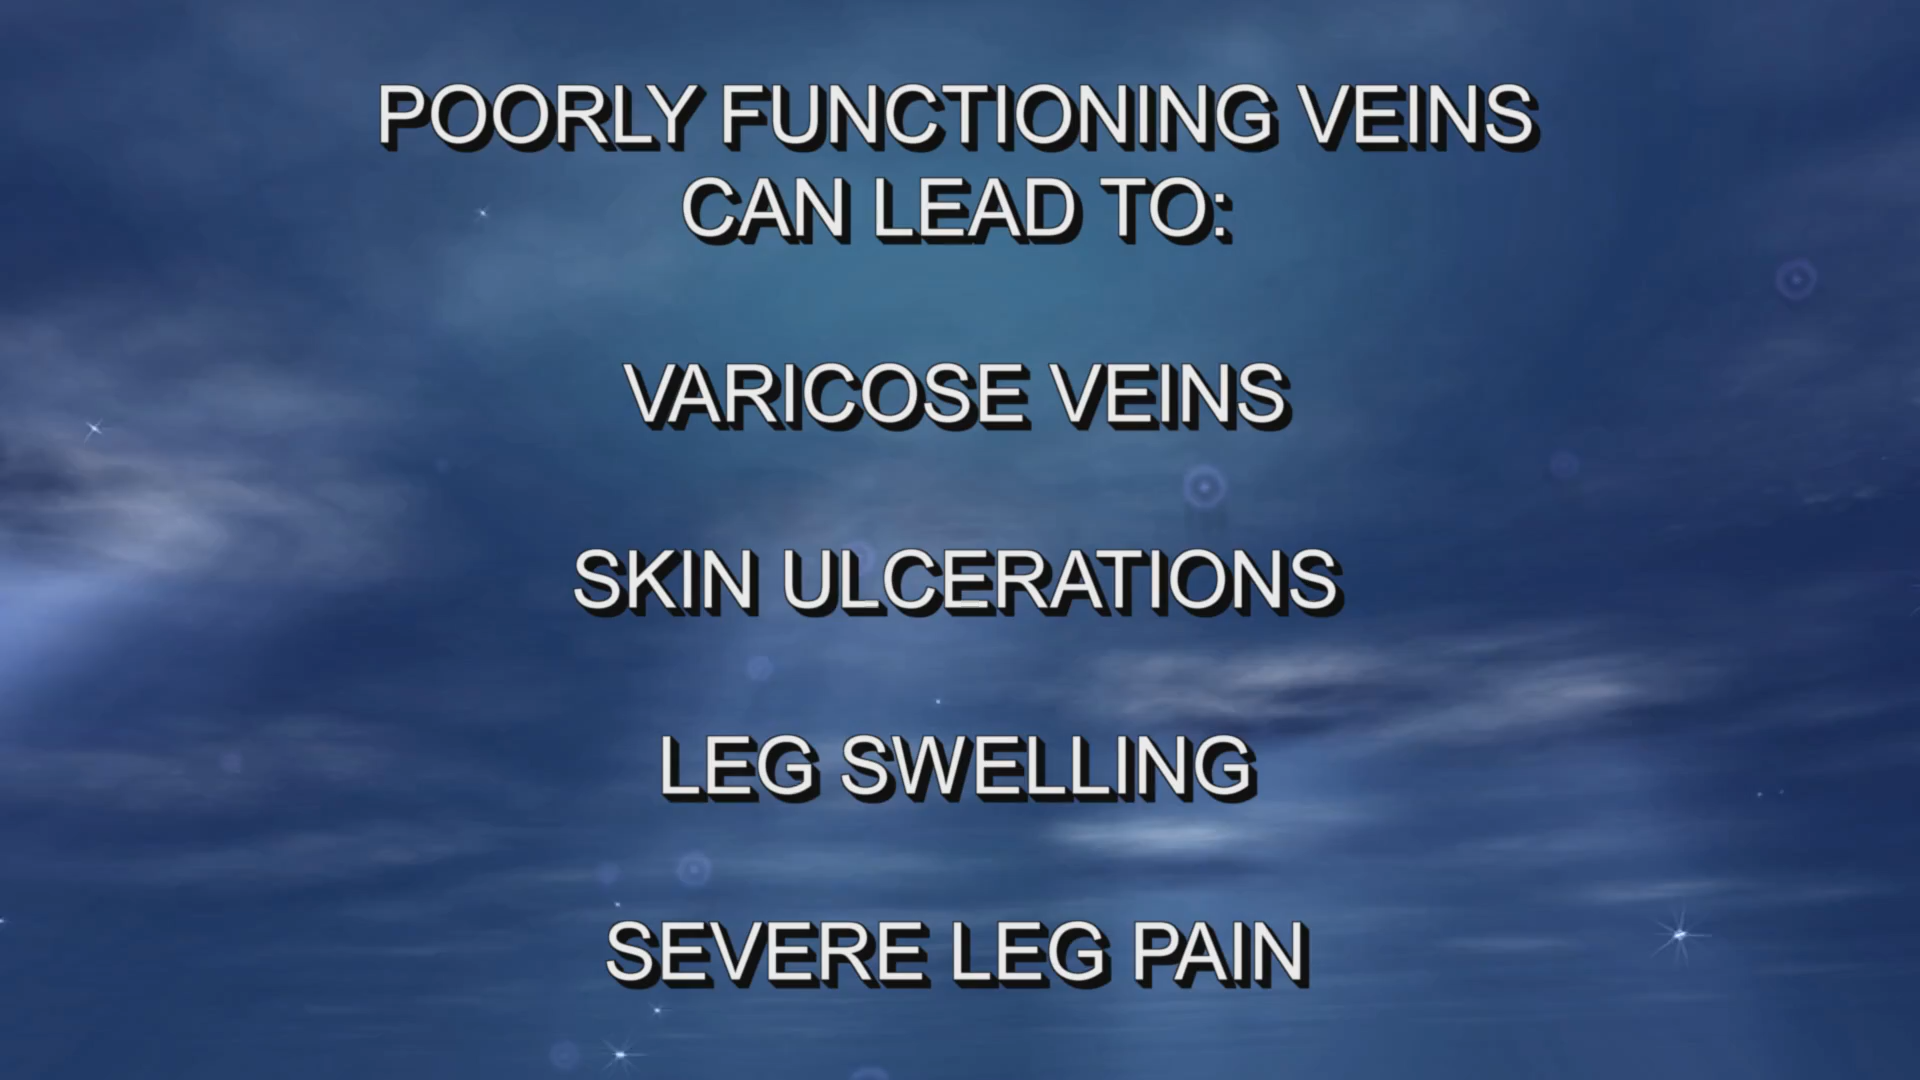 POORLY FUNCTIONING VEINS
CAN LEAD TO:
VARICOSE VEINS
SKIN ULCERATIONS
LEG SWELLING
SEVERE LEG PAIN